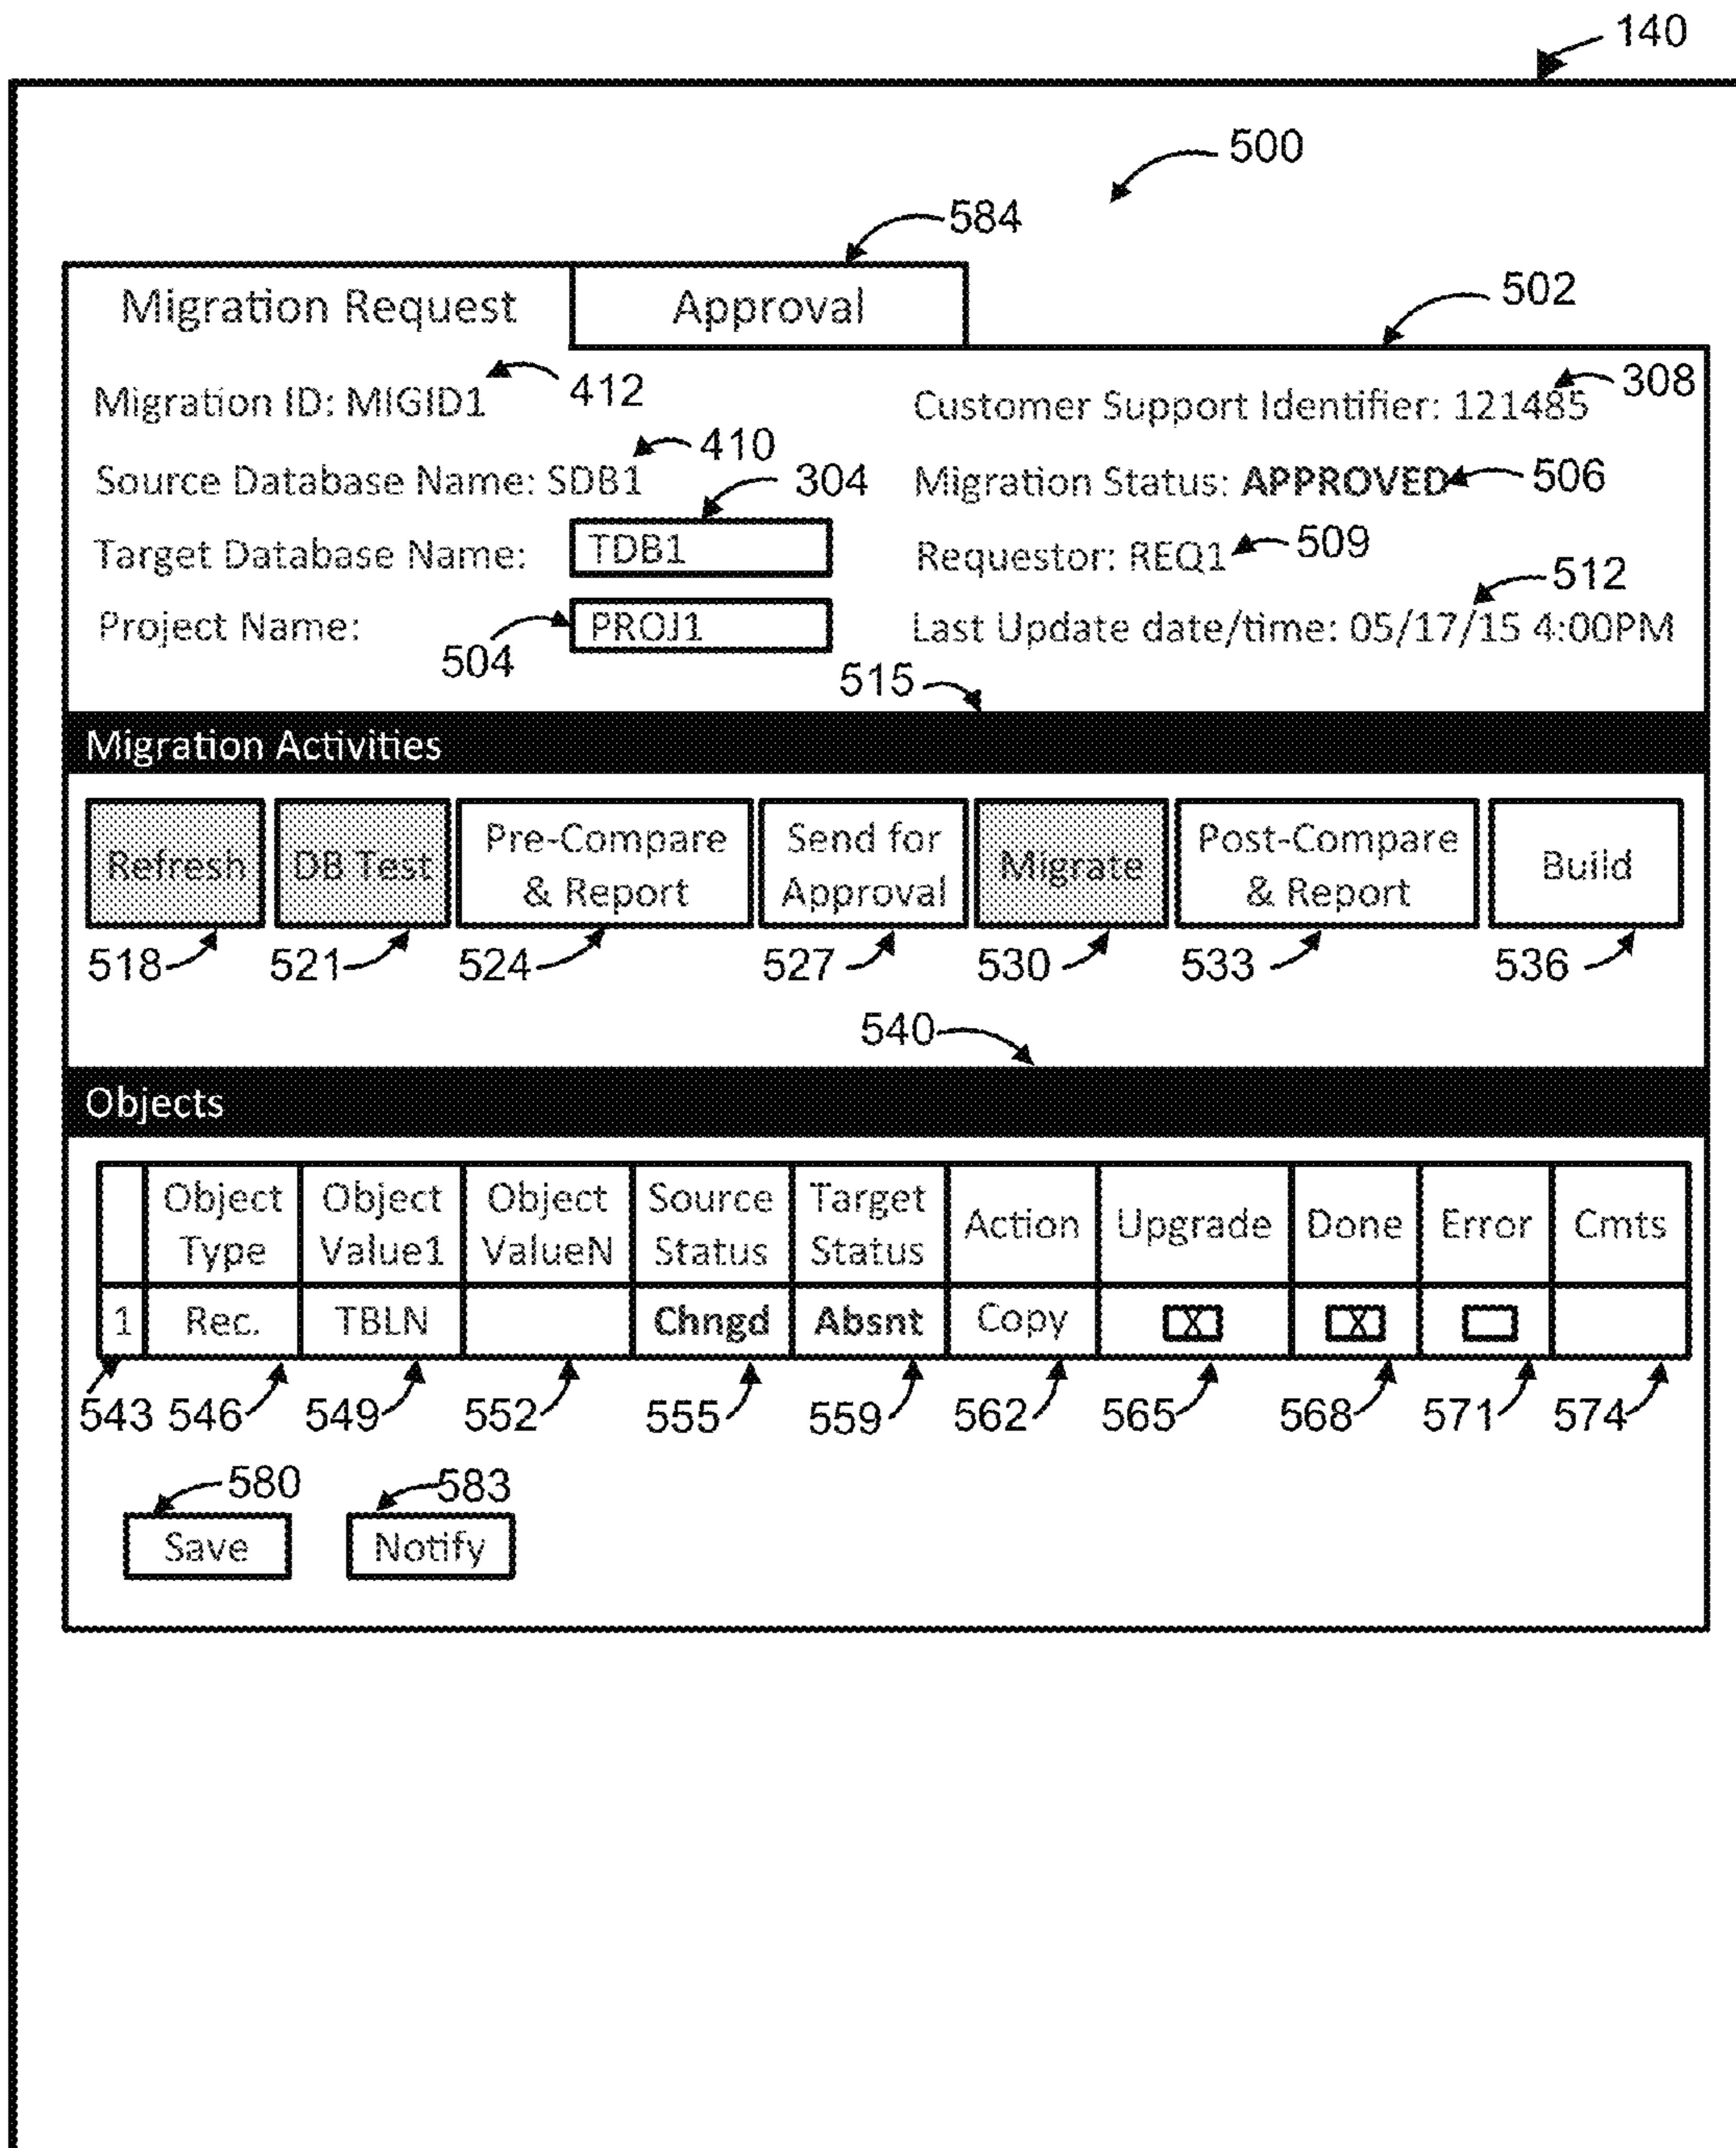 140
500
584
Migration Request Approval
502
Migration ID: MIGID1 412 Customer Support Identifier: 121485 308
Source Database Name: SDB1 410 Migration Status: APPROVED 506
304
Target Database Name: TDB1 Requestor: REQ1 509
512
Project Name: PROJ1 Last Update date/time: 05/17/15 4:00PM
504
515
Migration Activities
Refresh DB Test Pre-Compare & Report Send for Approval Migrate Post-Compare & Report Build
518 521 524 527 530 533 536
540
Objects
Object Type Object Value1 Object ValueN Source Status Target Status Action Upgrade Done Error Cmts
1 Rec. TBLN Chngd Absnt Copy X X
543 546 549 552 555 559 562 565 568 571 574
580 583
Save Notify